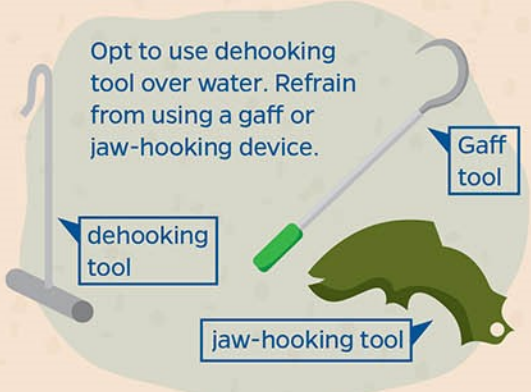 Opt to use dehooking
tool over water. Refrain
from using a gaff or
jaw-hooking device.
Gaff
tool
dehooking
tool
jaw-hooking tool